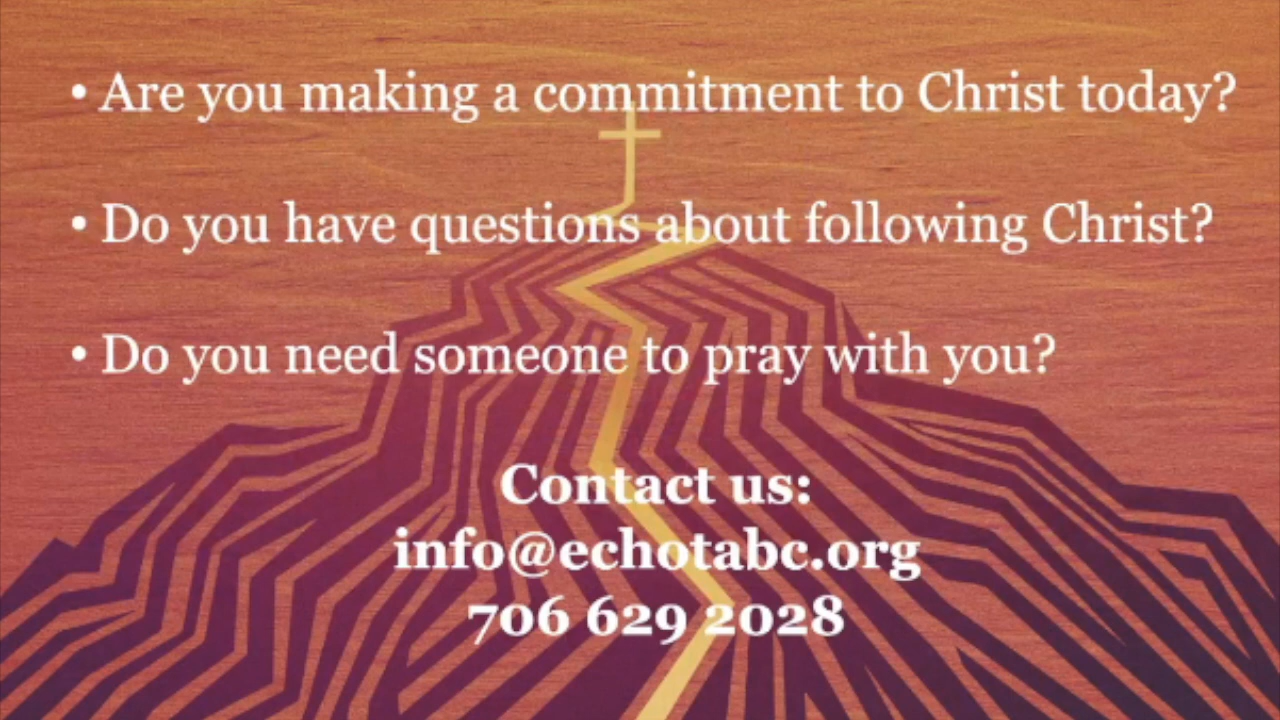 • Are you making a commitment to Christ today?
• Do you have questions about following Christ?
• Do you need someone to pray with you?
Contact us:
info@echotabc.org
706 629 2028